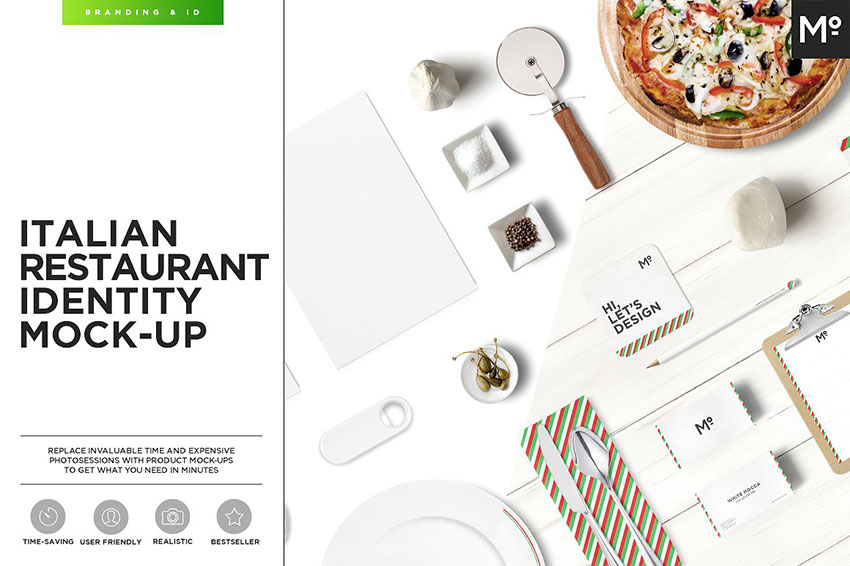 BRANDING & ID
ITALIAN
RESTAURANT
IDENTITY
MOCK-UP
REPLACE INVALUABLE TIME AND EXPENSIVE
PHOTOSESSIONS WITH PRODUCT MOCK-UPS
TO GET WHAT YOU NEED IN MINUTES
TIME-SAVING
USER FRIENDLY
REALISTIC
BESTSELLER
Mo
Mo
HI,
LET'S
DESIGN
Mo
Mo
WHITE MOCCA